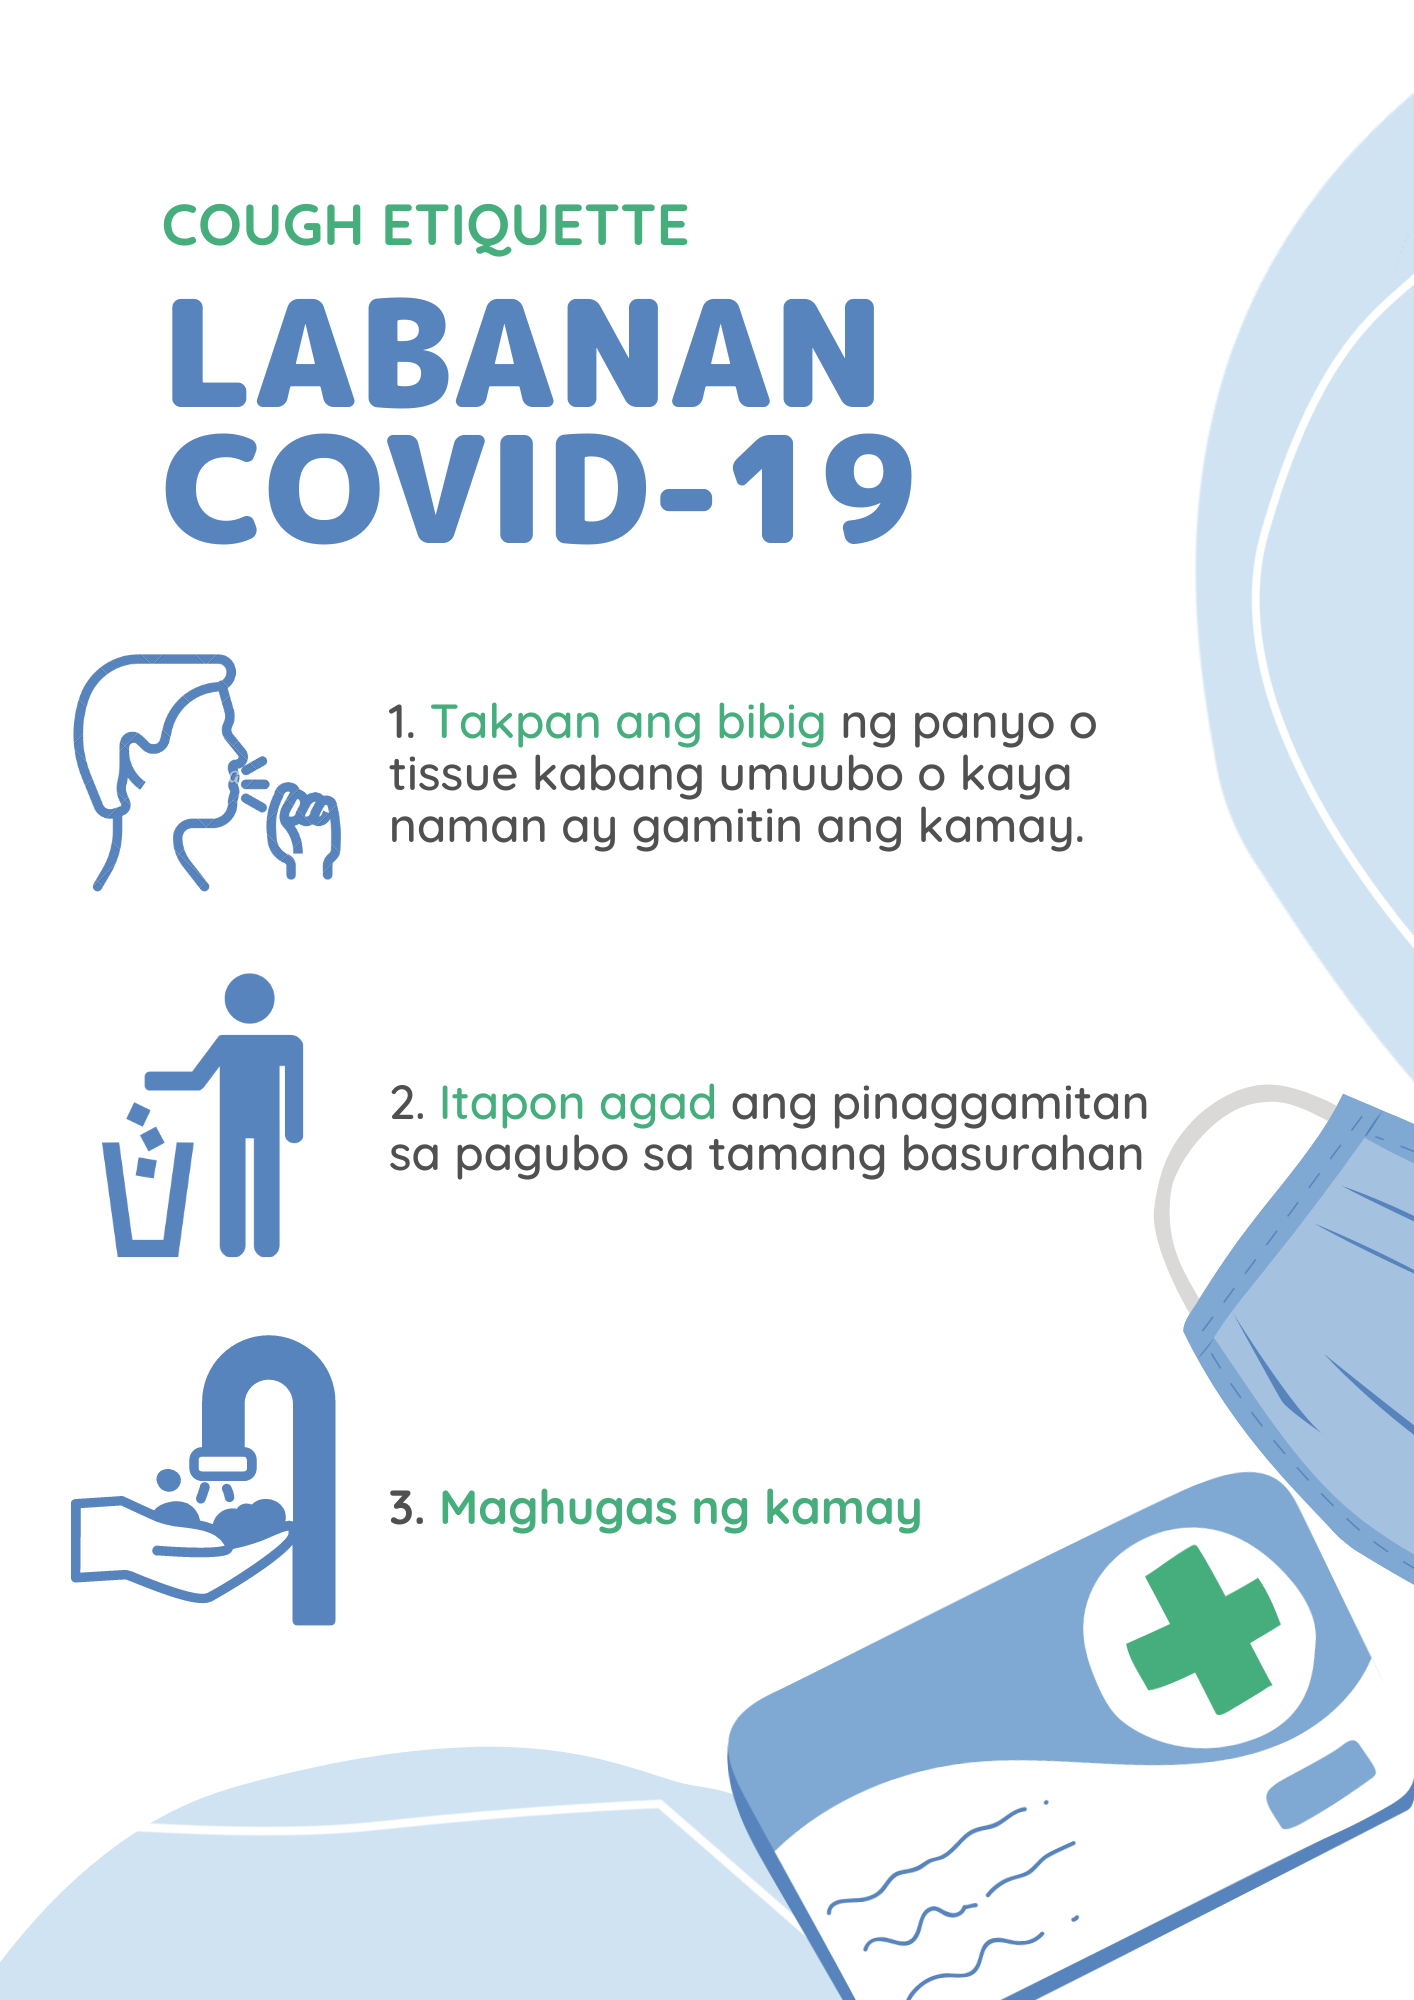 COUGH ETIQUETTE
LABANAN
COVID-19
1. Takpan ang bibig ng panyo o
tissue kabang umuubo o kaya
naman ay gamitin ang kamay.
2. Itapon agad ang pinaggamitan
sa pagubo sa tamang basurahan
3. Maghugas ng kamay